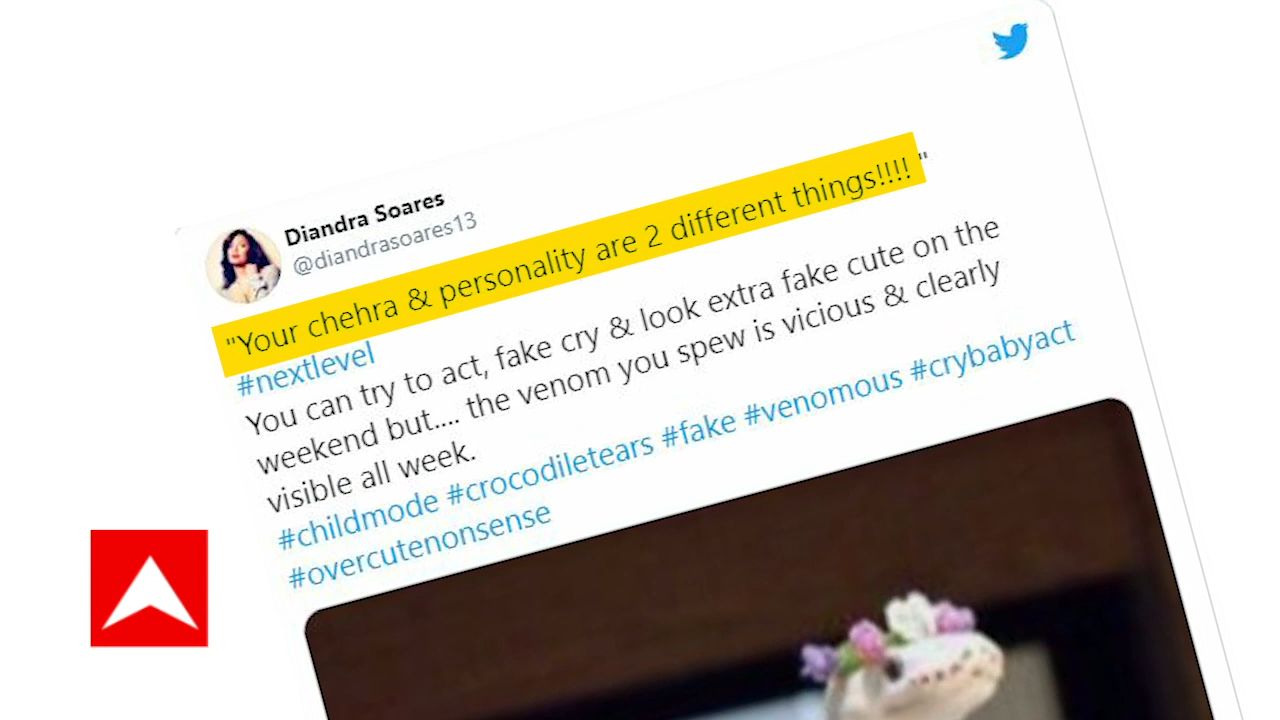 Diandra Soares
@diandrasoares13
"Your chehra & personality are 2 different things!!!! "
#nextlevel
You can try to act, fake cry & look extra fake cute on the
weekend but.... the venom you spew is vicious & clearly
visible all week.
#childmode #crocodiletears #fake #venomous #crybabyact
#overcutenonsense